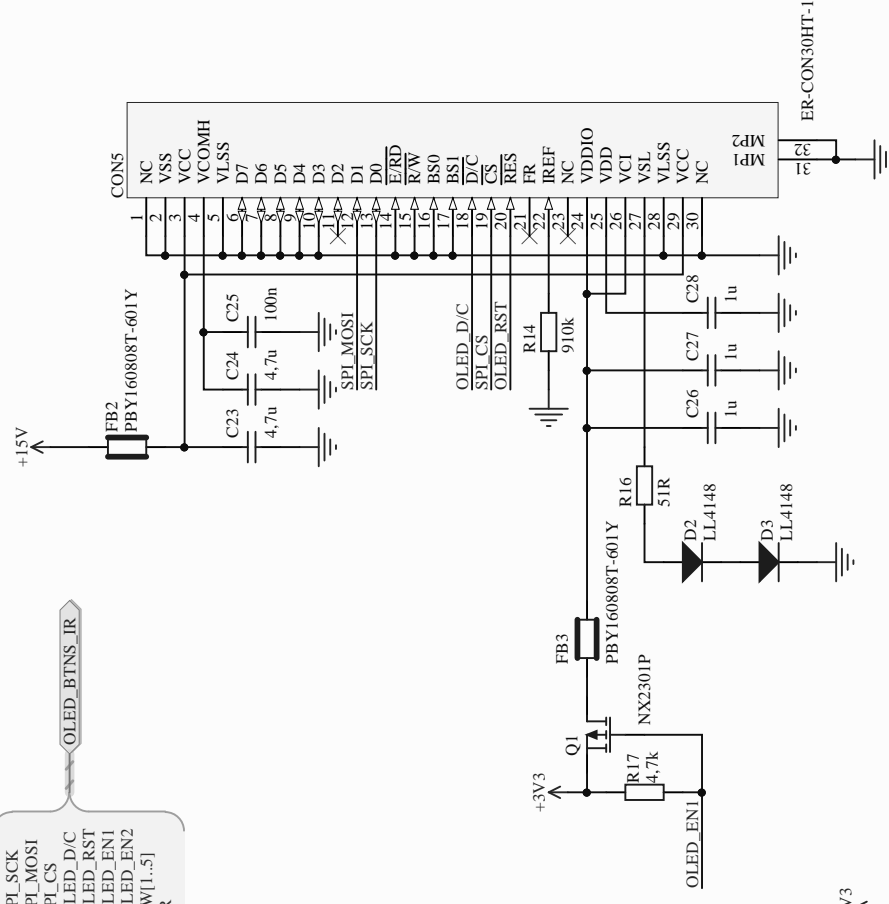 ER-CON30HT-1
CON5
NC
VSS
VCC
VCOMH
VLSS
D7
D6
D5
D4
D3
D2
D1
D0
E/RD
R/W
BS0
BS1
D/C
CS
RES
FR
IREF
NC
VDDIO
VDD
VCI
VSL
VLSS
VCC
NC
MP2
MP1
32
31
1
2
3
4
5
6
7
8
9
10
11
12
13
14
15
16
17
18
19
20
21
22
23
24
25
26
27
28
29
30
+15V
FB2
PBY160808T-601Y
C23
4,7u
C24
4,7u
C25
100n
SPI_MOSI
SPI_SCK
OLED_D/C
SPI_CS
OLED_RST
R14
910k
C28
1u
C27
1u
C26
1u
R16
51R
D2
LL4148
D3
LL4148
FB3
PBY160808T-601Y
Q1
NX2301P
+3V3
R17
4,7k
OLED_EN1
OLED_BTNS_IR
PI_SCK
PI_MOSI
PI_CS
LED_D/C
LED_RST
LED_EN1
LED_EN2
W[1..5]
R
V3